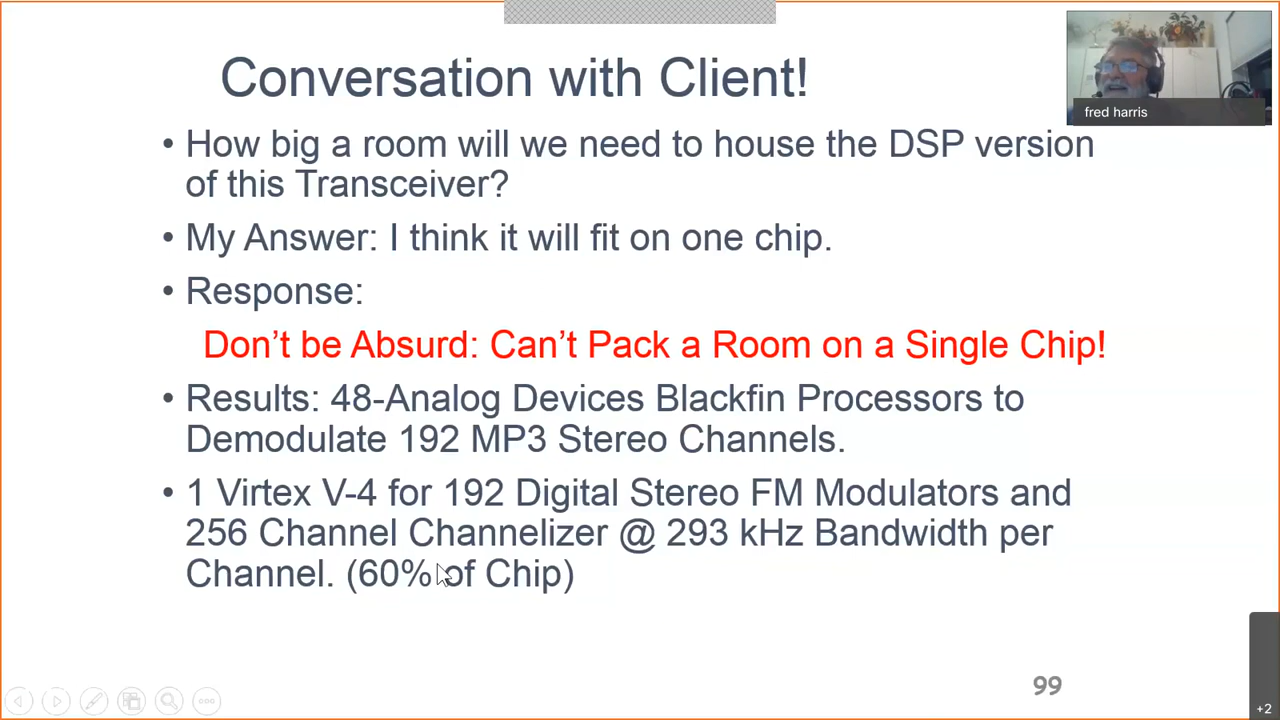 Conversation with Client!
fred harris
• How big a room will we need to house the DSP version
of this Transceiver?
• My Answer: I think it will fit on one chip.
• Response:
Don't be Absurd: Can't Pack a Room on a Single Chip!
• Results: 48-Analog Devices Blackfin Processors to
Demodulate 192 MP3 Stereo Channels.
• 1 Virtex V-4 for 192 Digital Stereo FM Modulators and
256 Channel Channelizer @ 293 kHz Bandwidth per
Channel. (60% of Chip)
99
+2